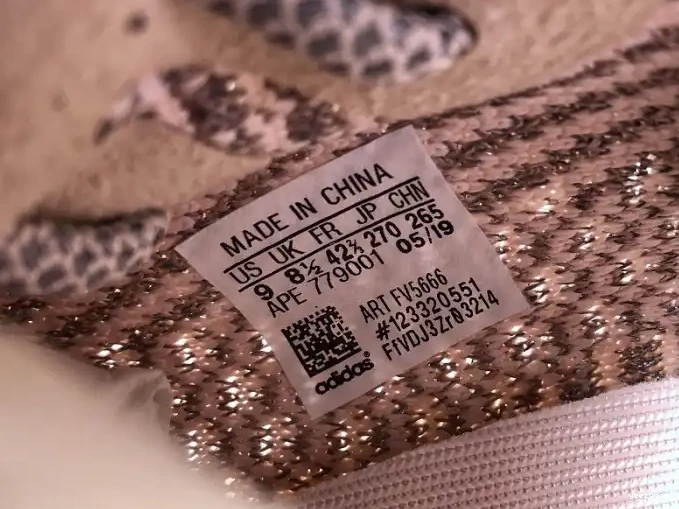 MADE IN CHINA
US UK FR JP CHN
9 8½ 42⅔ 270 265
APE 779001 05/19
ART FV5666
#123320551
FfVDJ3Zr03214
adidas®